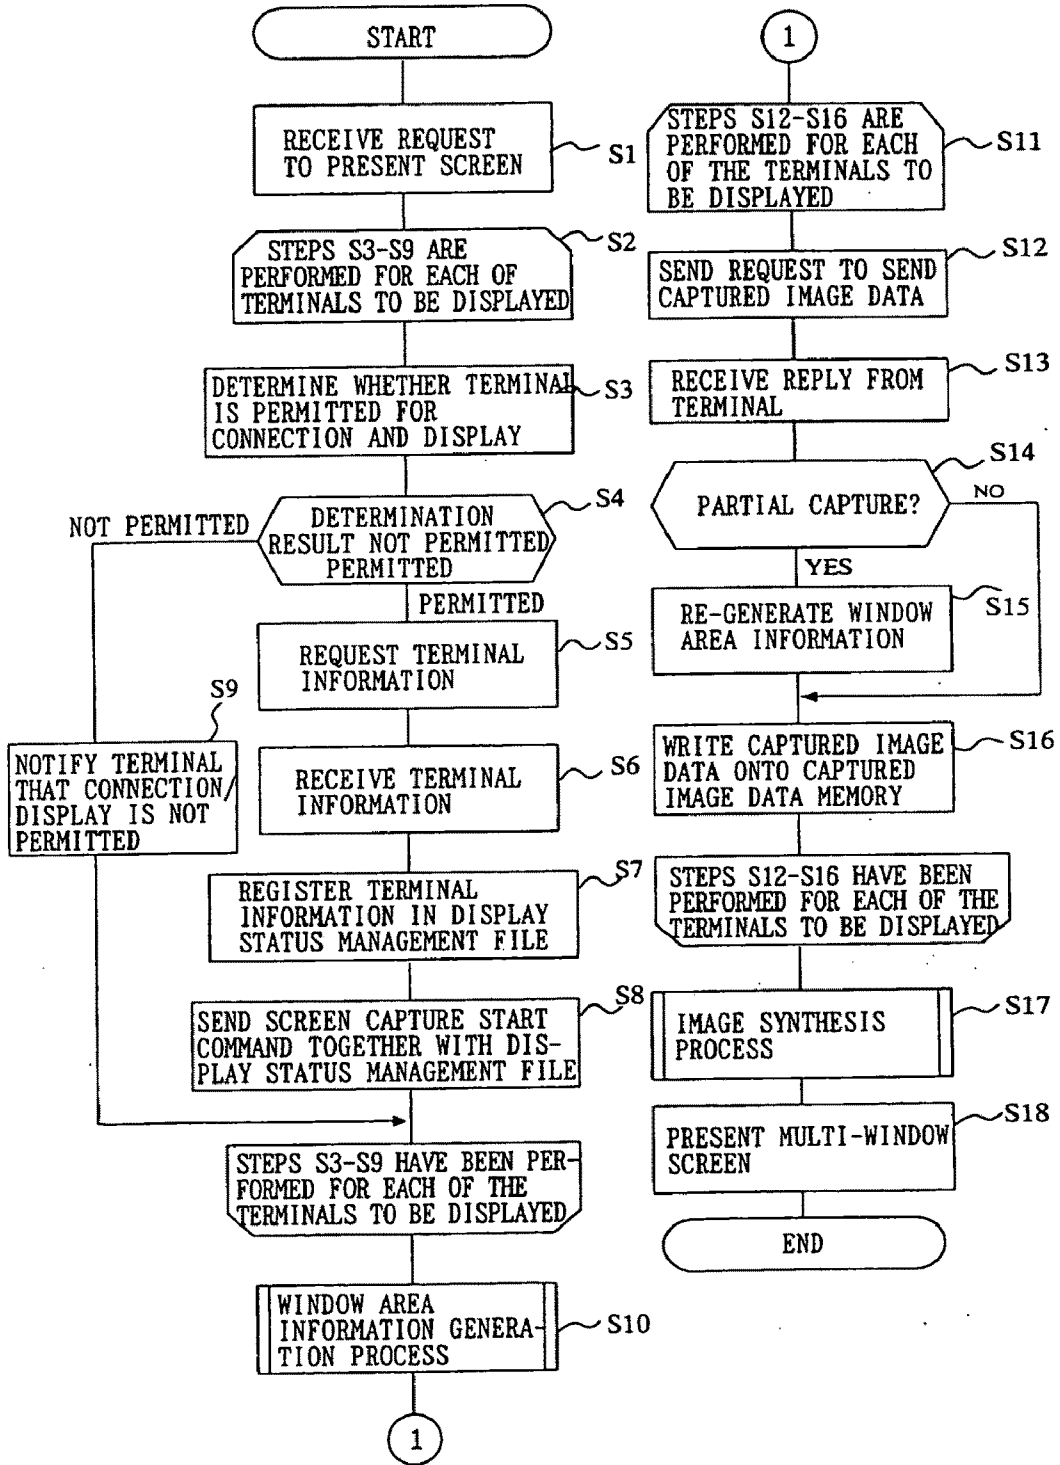 START
RECEIVE REQUEST
TO PRESENT SCREEN
S1
STEPS S3-S9 ARE
PERFORMED FOR EACH OF
TERMINALS TO BE DISPLAYED
S2
DETERMINE WHETHER TERMINAL
IS PERMITTED FOR
CONNECTION AND DISPLAY
S3
DETERMINATION
RESULT NOT PERMITTED
PERMITTED
S4
NOT PERMITTED
PERMITTED
REQUEST TERMINAL
INFORMATION
S5
RECEIVE TERMINAL
INFORMATION
S6
REGISTER TERMINAL
INFORMATION IN DISPLAY
STATUS MANAGEMENT FILE
S7
SEND SCREEN CAPTURE START
COMMAND TOGETHER WITH DIS-
PLAY STATUS MANAGEMENT FILE
S8
S9
NOTIFY TERMINAL
THAT CONNECTION/
DISPLAY IS NOT
PERMITTED
STEPS S3-S9 HAVE BEEN PER-
FORMED FOR EACH OF THE
TERMINALS TO BE DISPLAYED
WINDOW AREA
INFORMATION GENERA-
TION PROCESS
S10
1
1
STEPS S12-S16 ARE
PERFORMED FOR EACH
OF THE TERMINALS TO
BE DISPLAYED
S11
SEND REQUEST TO SEND
CAPTURED IMAGE DATA
S12
RECEIVE REPLY FROM
TERMINAL
S13
PARTIAL CAPTURE?
S14
NO
YES
RE-GENERATE WINDOW
AREA INFORMATION
S15
WRITE CAPTURED IMAGE
DATA ONTO CAPTURED
IMAGE DATA MEMORY
S16
STEPS S12-S16 HAVE BEEN
PERFORMED FOR EACH OF THE
TERMINALS TO BE DISPLAYED
IMAGE SYNTHESIS
PROCESS
S17
PRESENT MULTI-WINDOW
SCREEN
S18
END